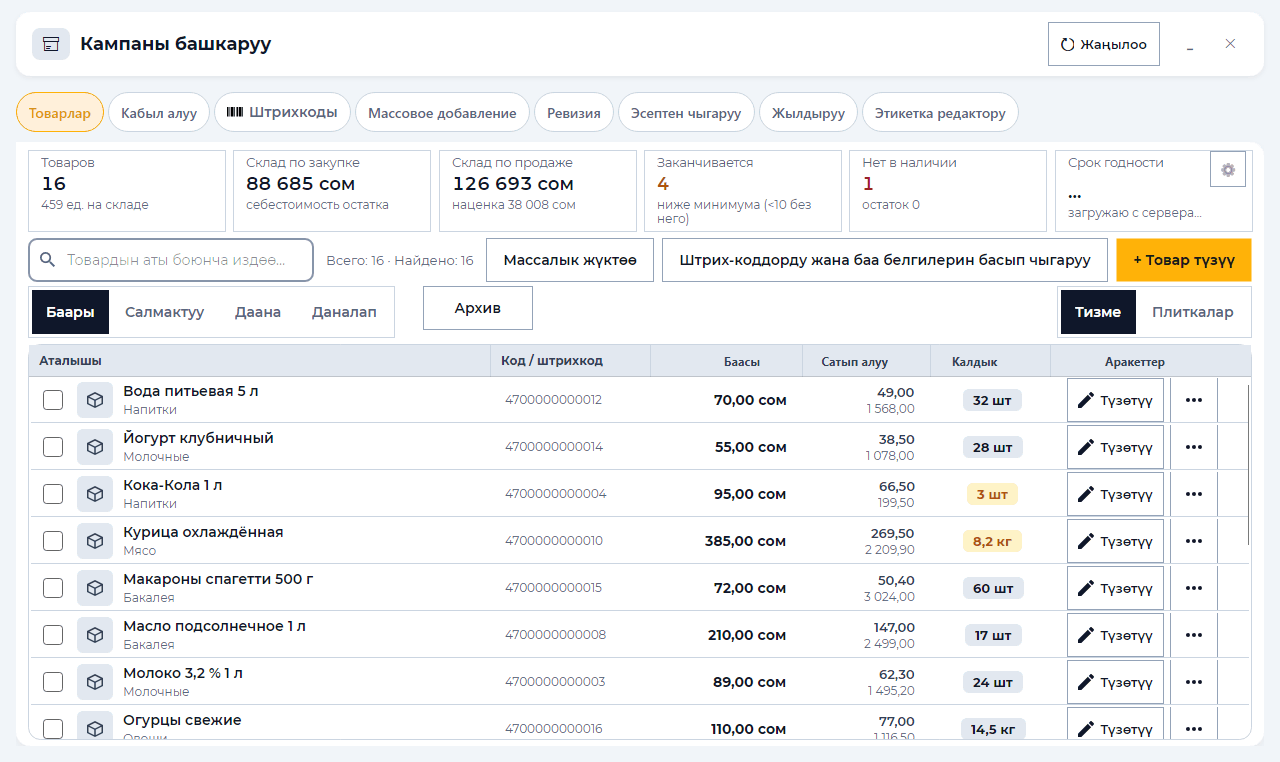 Кампаны башкаруу
Жаңылоо
Товарлар
Кабыл алуу
Штрихкоды
Массовое добавление
Ревизия
Эсептен чыгаруу
Жылдыруу
Этикетка редактору
Товаров
16
459 ед. на складе
Склад по закупке
88 685 сом
себестоимость остатка
Склад по продаже
126 693 сом
наценка 38 008 сом
Заканчивается
4
ниже минимума (<10 без
него)
Нет в наличии
1
остаток 0
Срок годности
...
загружаю с сервера...
Товардын аты боюнча издөө...
Всего: 16 · Найдено: 16
Массалык жүктөө
Штрих-коддорду жана баа белгилерин басып чыгаруу
+ Товар түзүү
Баары
Салмактуу
Даана
Даналап
Архив
Тизме
Плиткалар
Аталышы Код / штрихкод Баасы Сатып алуу Калдык Аракеттер
Вода питьевая 5 л
Напитки
4700000000012 70,00 сом
49,00
1 568,00
32 шт Түзөтүү
Йогурт клубничный
Молочные
4700000000014 55,00 сом
38,50
1 078,00
28 шт Түзөтүү
Кока-Кола 1 л
Напитки
4700000000004 95,00 сом
66,50
199,50
3 шт Түзөтүү
Курица охлаждённая
Мясо
4700000000010 385,00 сом
269,50
2 209,90
8,2 кг Түзөтүү
Макароны спагетти 500 г
Бакалея
4700000000015 72,00 сом
50,40
3 024,00
60 шт Түзөтүү
Масло подсолнечное 1 л
Бакалея
4700000000008 210,00 сом
147,00
2 499,00
17 шт Түзөтүү
Молоко 3,2 % 1 л
Молочные
4700000000003 89,00 сом
62,30
1 495,20
24 шт Түзөтүү
Огурцы свежие
Овощи
4700000000016 110,00 сом
77,00
1 116,50
14,5 кг Түзөтүү